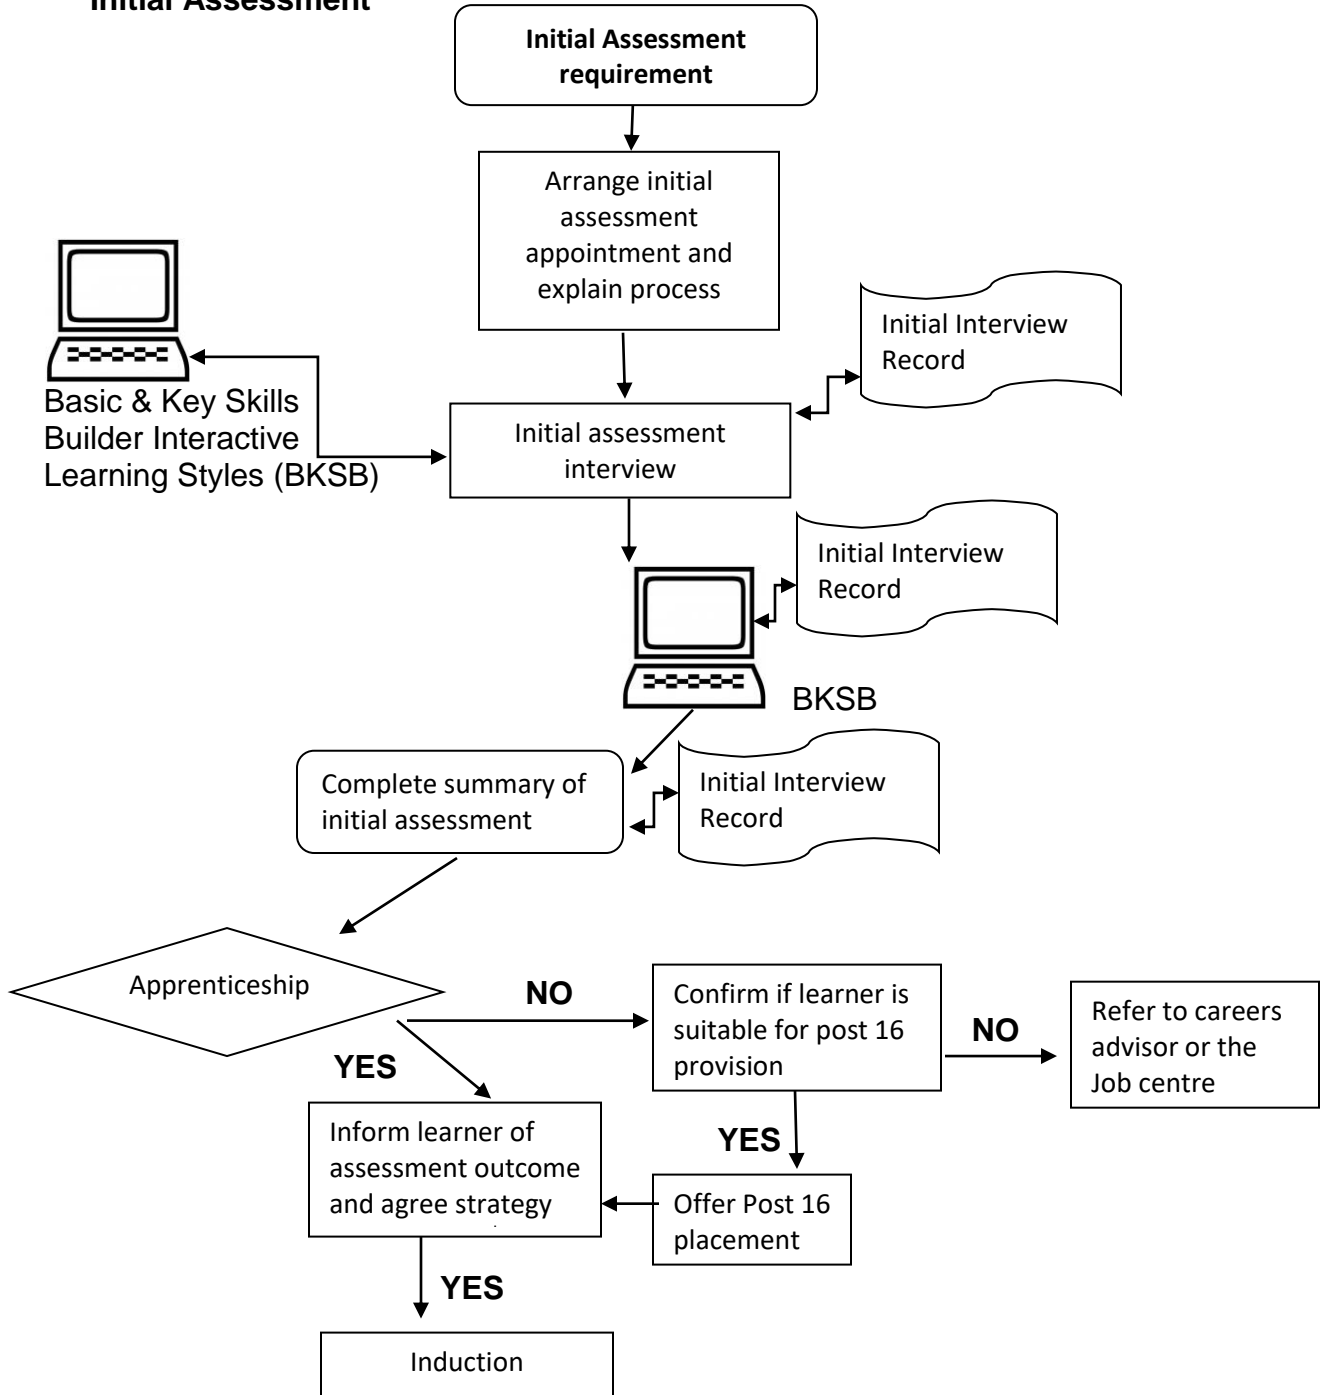 Initial Assessment
Initial Assessment
requirement
Arrange initial
assessment
appointment and
explain process
Initial Interview
Record
Basic & Key Skills
Builder Interactive
Learning Styles (BKSB)
Initial assessment
interview
Initial Interview
Record
BKSB
Complete summary of
initial assessment
Initial Interview
Record
Apprenticeship
NO
Confirm if learner is
suitable for post 16
provision
NO
Refer to careers
advisor or the
Job centre
YES
Inform learner of
assessment outcome
and agree strategy
YES
Offer Post 16
placement
YES
Induction